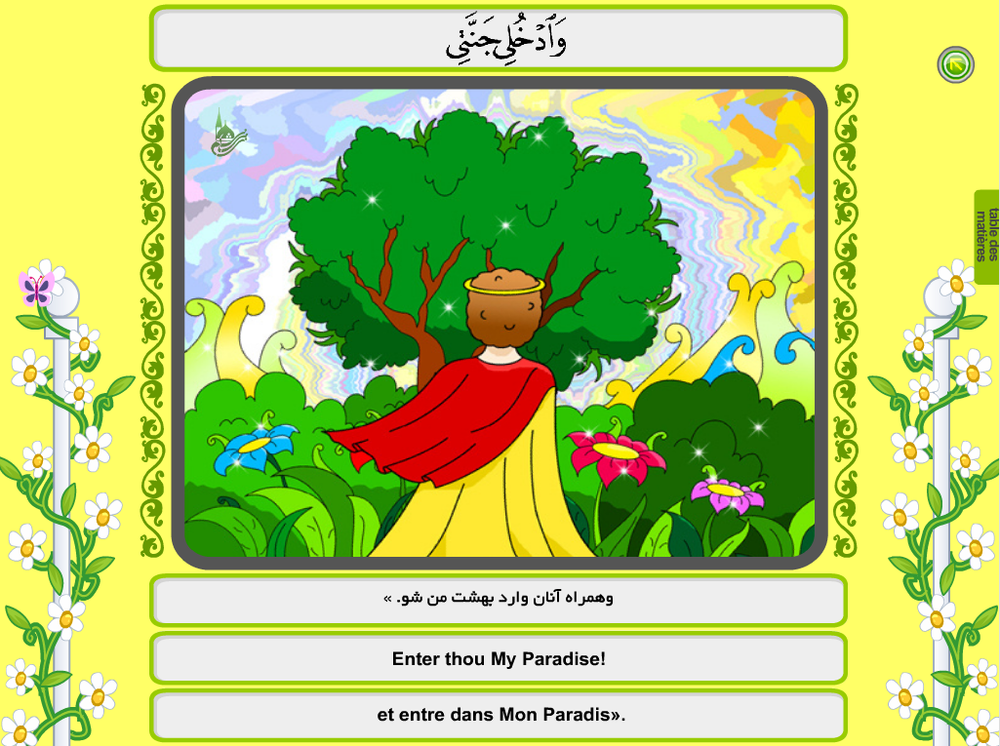 وَٱدۡخُلِي جَنَّتِي
table des
matières
وهمراه آنان وارد بهشت من شو. »
Enter thou My Paradise!
et entre dans Mon Paradis».